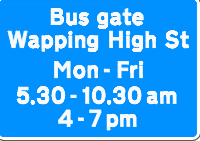 Bus gate
Wapping High St
Mon - Fri
5.30 - 10.30 am
4 - 7 pm